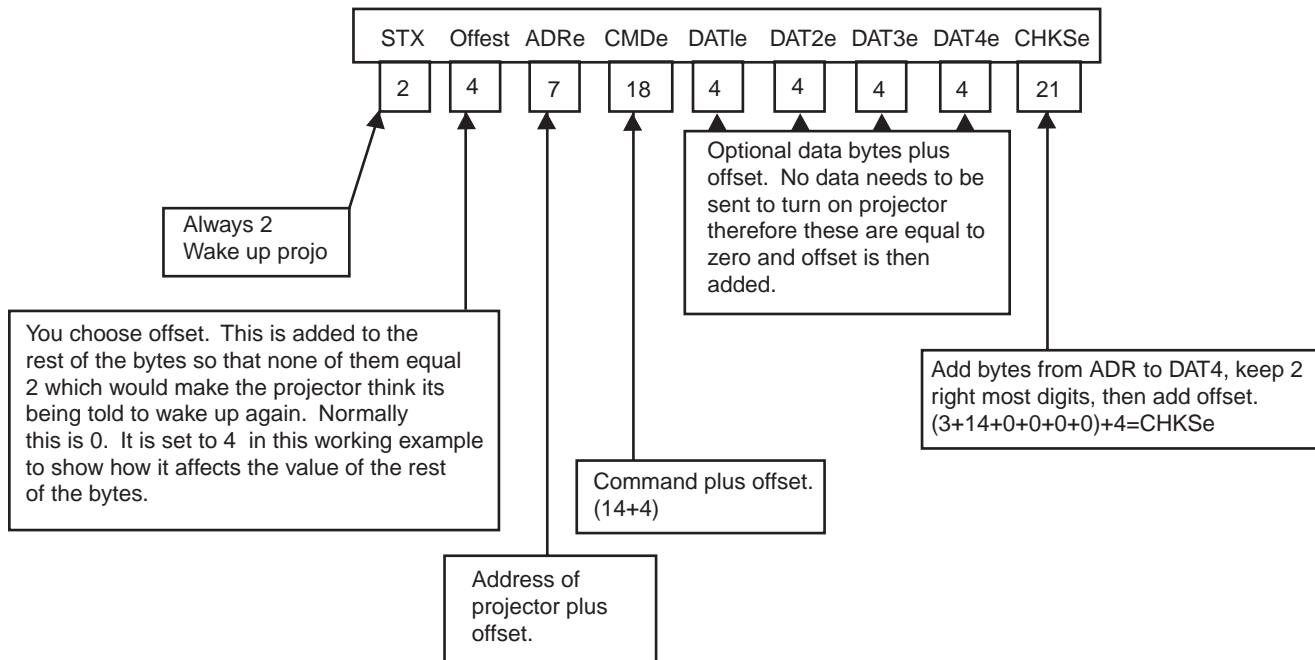 STX Offest ADRe CMDe DATle DAT2e DAT3e DAT4e CHKSe
2 4 7 18 4 4 4 4 21
Optional data bytes plus
offset. No data needs to be
sent to turn on projector
therefore these are equal to
zero and offset is then
added.
Always 2
Wake up projo
You choose offset. This is added to the
rest of the bytes so that none of them equal
2 which would make the projector think its
being told to wake up again. Normally
this is 0. It is set to 4 in this working example
to show how it affects the value of the rest
of the bytes.
Add bytes from ADR to DAT4, keep 2
right most digits, then add offset.
(3+14+0+0+0+0)+4=CHKSe
Command plus offset.
(14+4)
Address of
projector plus
offset.